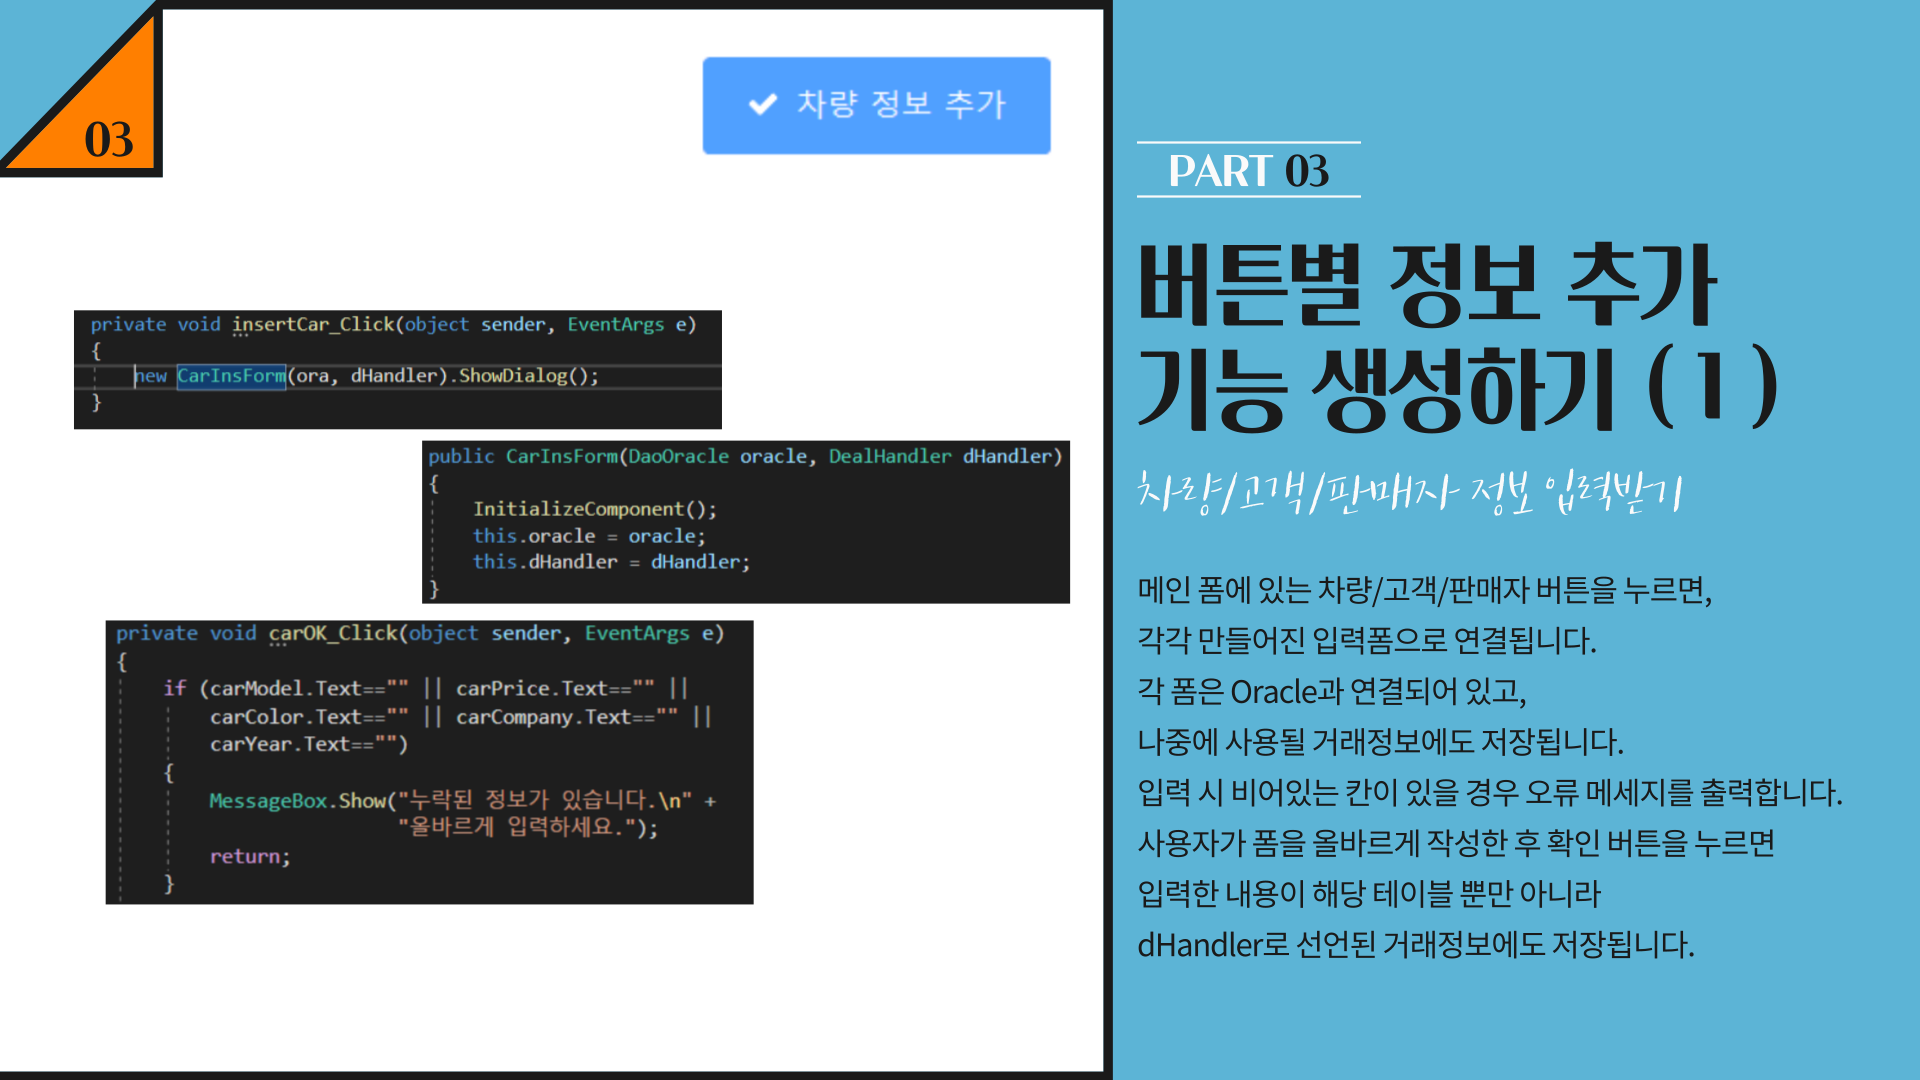 03
✔ 차량 정보 추가
private void insertCar_Click(object sender, EventArgs e)
{
new CarInsForm(ora, dHandler).ShowDialog();
}
public CarInsForm(DaoOracle oracle, DealHandler dHandler)
{
InitializeComponent();
this.oracle = oracle;
this.dHandler = dHandler;
}
private void carOK_Click(object sender, EventArgs e)
{
if (carModel.Text=="" || carPrice.Text=="" ||
carColor.Text=="" || carCompany.Text=="" ||
carYear.Text=="")
{
MessageBox.Show("누락된 정보가 있습니다.\n" +
"올바르게 입력하세요.");
return;
}
PART 03
버튼별 정보 추가
기능 생성하기 ( 1 )
차량/고객/판매자 정보 입력받기
메인 폼에 있는 차량/고객/판매자 버튼을 누르면,
각각 만들어진 입력폼으로 연결됩니다.
각 폼은 Oracle과 연결되어 있고,
나중에 사용될 거래정보에도 저장됩니다.
입력 시 비어있는 칸이 있을 경우 오류 메세지를 출력합니다.
사용자가 폼을 올바르게 작성한 후 확인 버튼을 누르면
입력한 내용이 해당 테이블 뿐만 아니라
dHandler로 선언된 거래정보에도 저장됩니다.